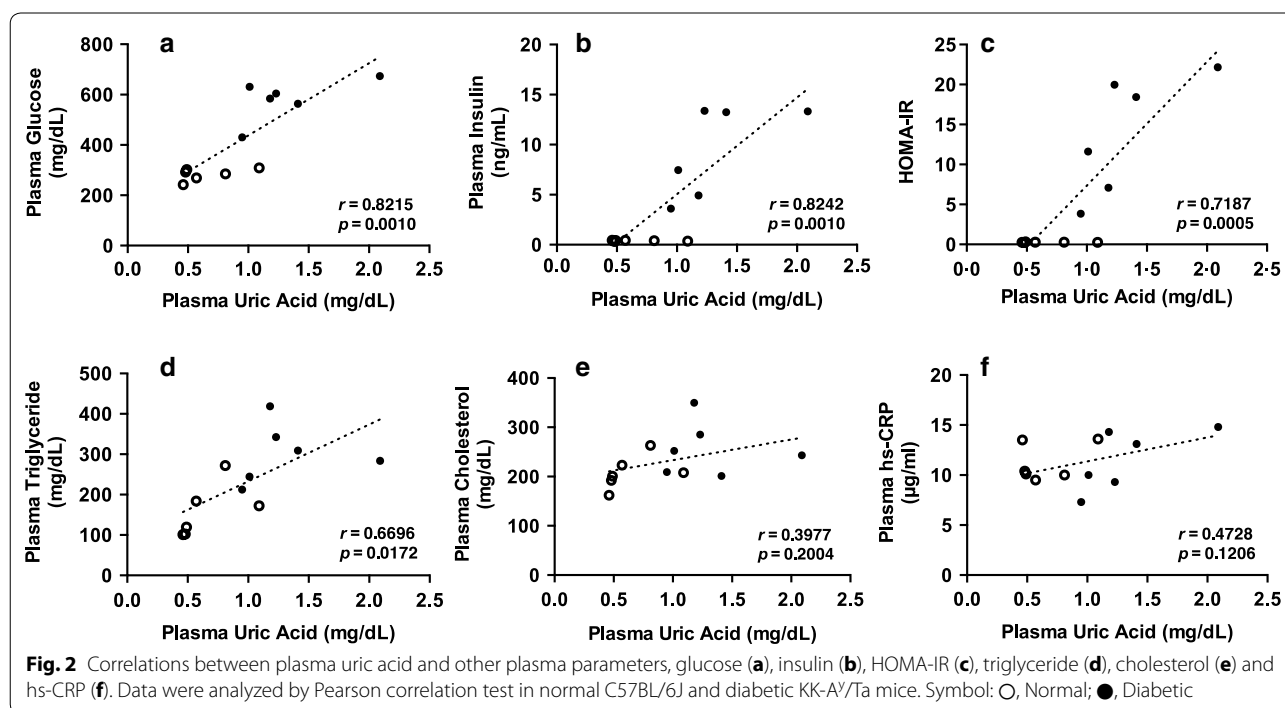 a
Plasma Glucose
(mg/dL)
800
600
400
200
0
0.0 0.5 1.0 1.5 2.0 2.5
Plasma Uric Acid (mg/dL)
r = 0.8215
p = 0.0010
b
Plasma Insulin
(ng/mL)
20
15
10
5
0
0.0 0.5 1.0 1.5 2.0 2.5
Plasma Uric Acid (mg/dL)
r = 0.8242
p = 0.0010
c
HOMA-IR
25
20
15
10
5
0
0·0 0·5 1·0 1·5 2·0 2·5
Plasma Uric Acid (mg/dL)
r = 0.7187
p = 0.0005
d
Plasma Triglyceride
(mg/dL)
500
400
300
200
100
0
0.0 0.5 1.0 1.5 2.0 2.5
Plasma Uric Acid (mg/dL)
r = 0.6696
p = 0.0172
e
Plasma Cholesterol
(mg/dL)
400
300
200
100
0
0.0 0.5 1.0 1.5 2.0 2.5
Plasma Uric Acid (mg/dL)
r = 0.3977
p = 0.2004
f
Plasma hs-CRP
(µg/ml)
20
15
10
5
0
0.0 0.5 1.0 1.5 2.0 2.5
Plasma Uric Acid (mg/dL)
r = 0.4728
p = 0.1206
Fig. 2 Correlations between plasma uric acid and other plasma parameters, glucose (a), insulin (b), HOMA-IR (c), triglyceride (d), cholesterol (e) and
hs-CRP (f). Data were analyzed by Pearson correlation test in normal C57BL/6J and diabetic KK-Aʸ/Ta mice. Symbol: ○, Normal; ●, Diabetic